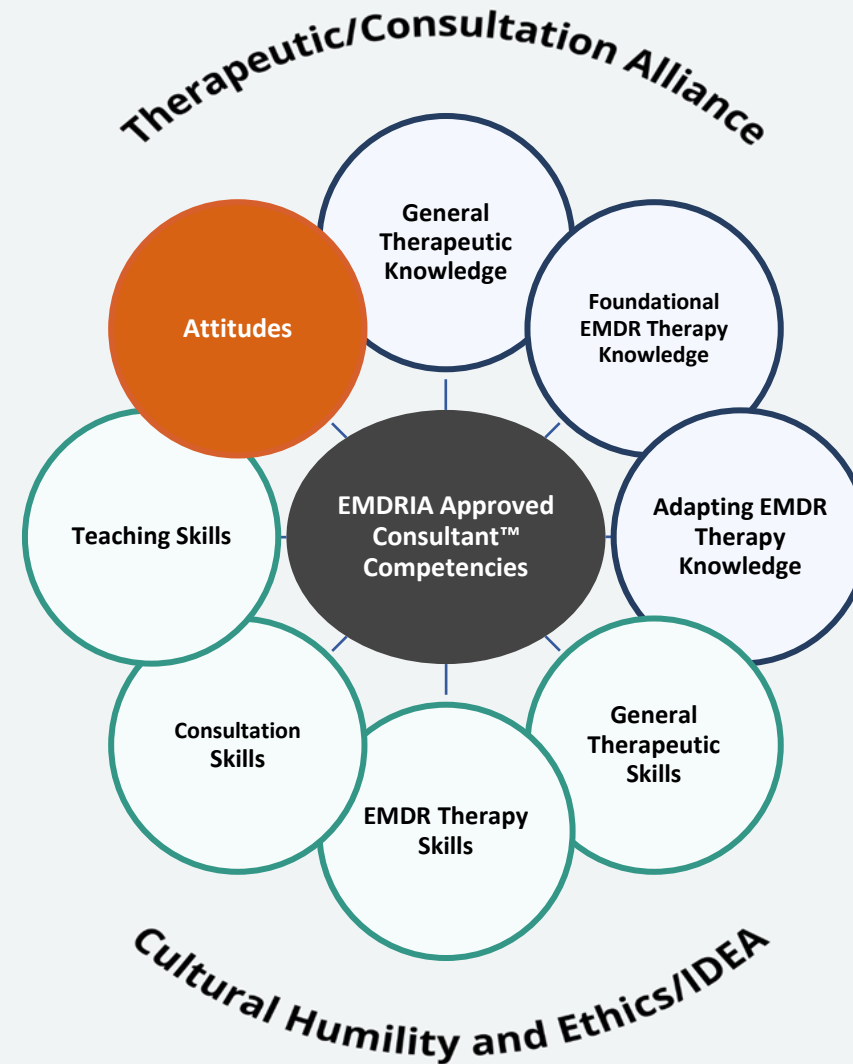 Therapeutic/Consultation Alliance
General
Therapeutic
Knowledge
Foundational
EMDR Therapy
Knowledge
Adapting EMDR
Therapy
Knowledge
General
Therapeutic
Skills
EMDR Therapy
Skills
Consultation
Skills
Teaching Skills
Attitudes
EMDRIA Approved
Consultant™
Competencies
Cultural Humility and Ethics/IDEA